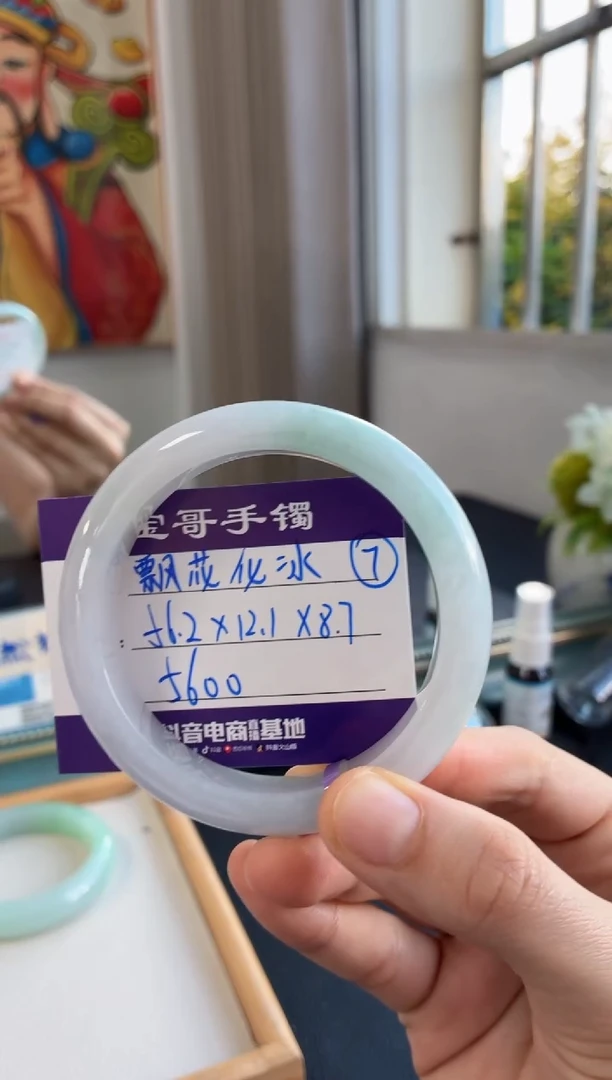 金哥手镯
飘花化冰 ⑦
56.2×12.1×8.7
5600
抖音电商直播基地